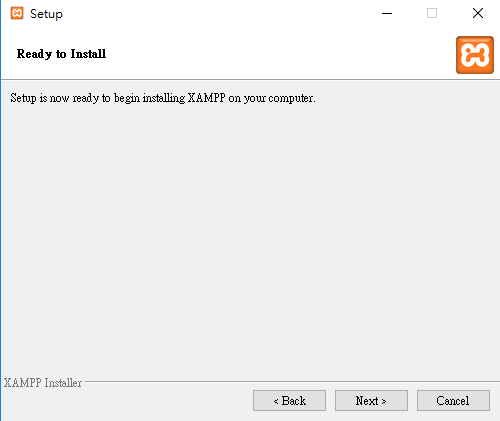 Setup
Ready to Install
Setup is now ready to begin installing XAMPP on your computer.
XAMPP Installer
< Back
Next >
Cancel